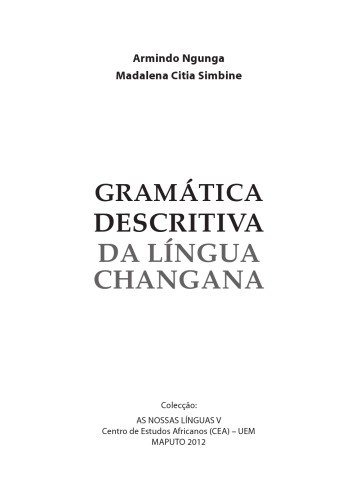 Armindo Ngunga
Madalena Citia Simbine
GRAMÁTICA
DESCRITIVA
DA LÍNGUA
CHANGANA
Colecção:
AS NOSSAS LÍNGUAS V
Centro de Estudos Africanos (CEA) – UEM
MAPUTO 2012